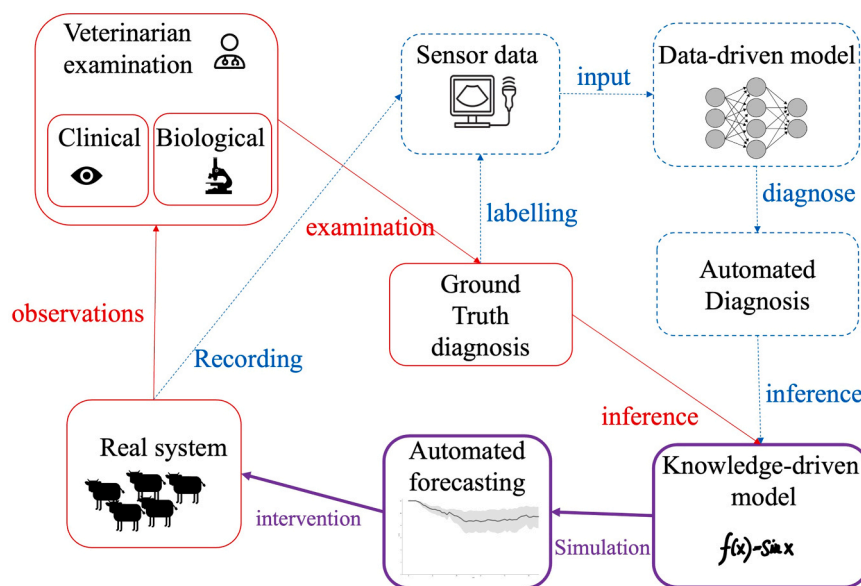 Veterinarian
examination
Clinical
Biological
Sensor data
input
Data-driven model
examination
labelling
diagnose
observations
Recording
Ground
Truth
diagnosis
Automated
Diagnosis
inference
inference
Real system
intervention
Automated
forecasting
Simulation
Knowledge-driven
model
f(x)=sin x